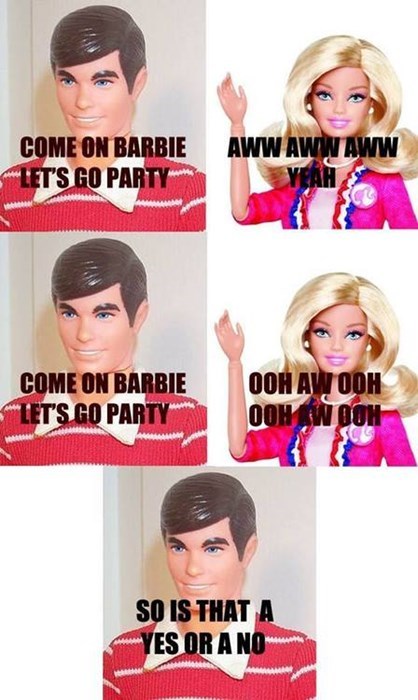 COME ON BARBIE
LET'S GO PARTY
AWW AWW AWW
YEAH
COME ON BARBIE
LET'S GO PARTY
OOH AW OOH
OOH AW OOH
SO IS THAT A
YES OR A NO